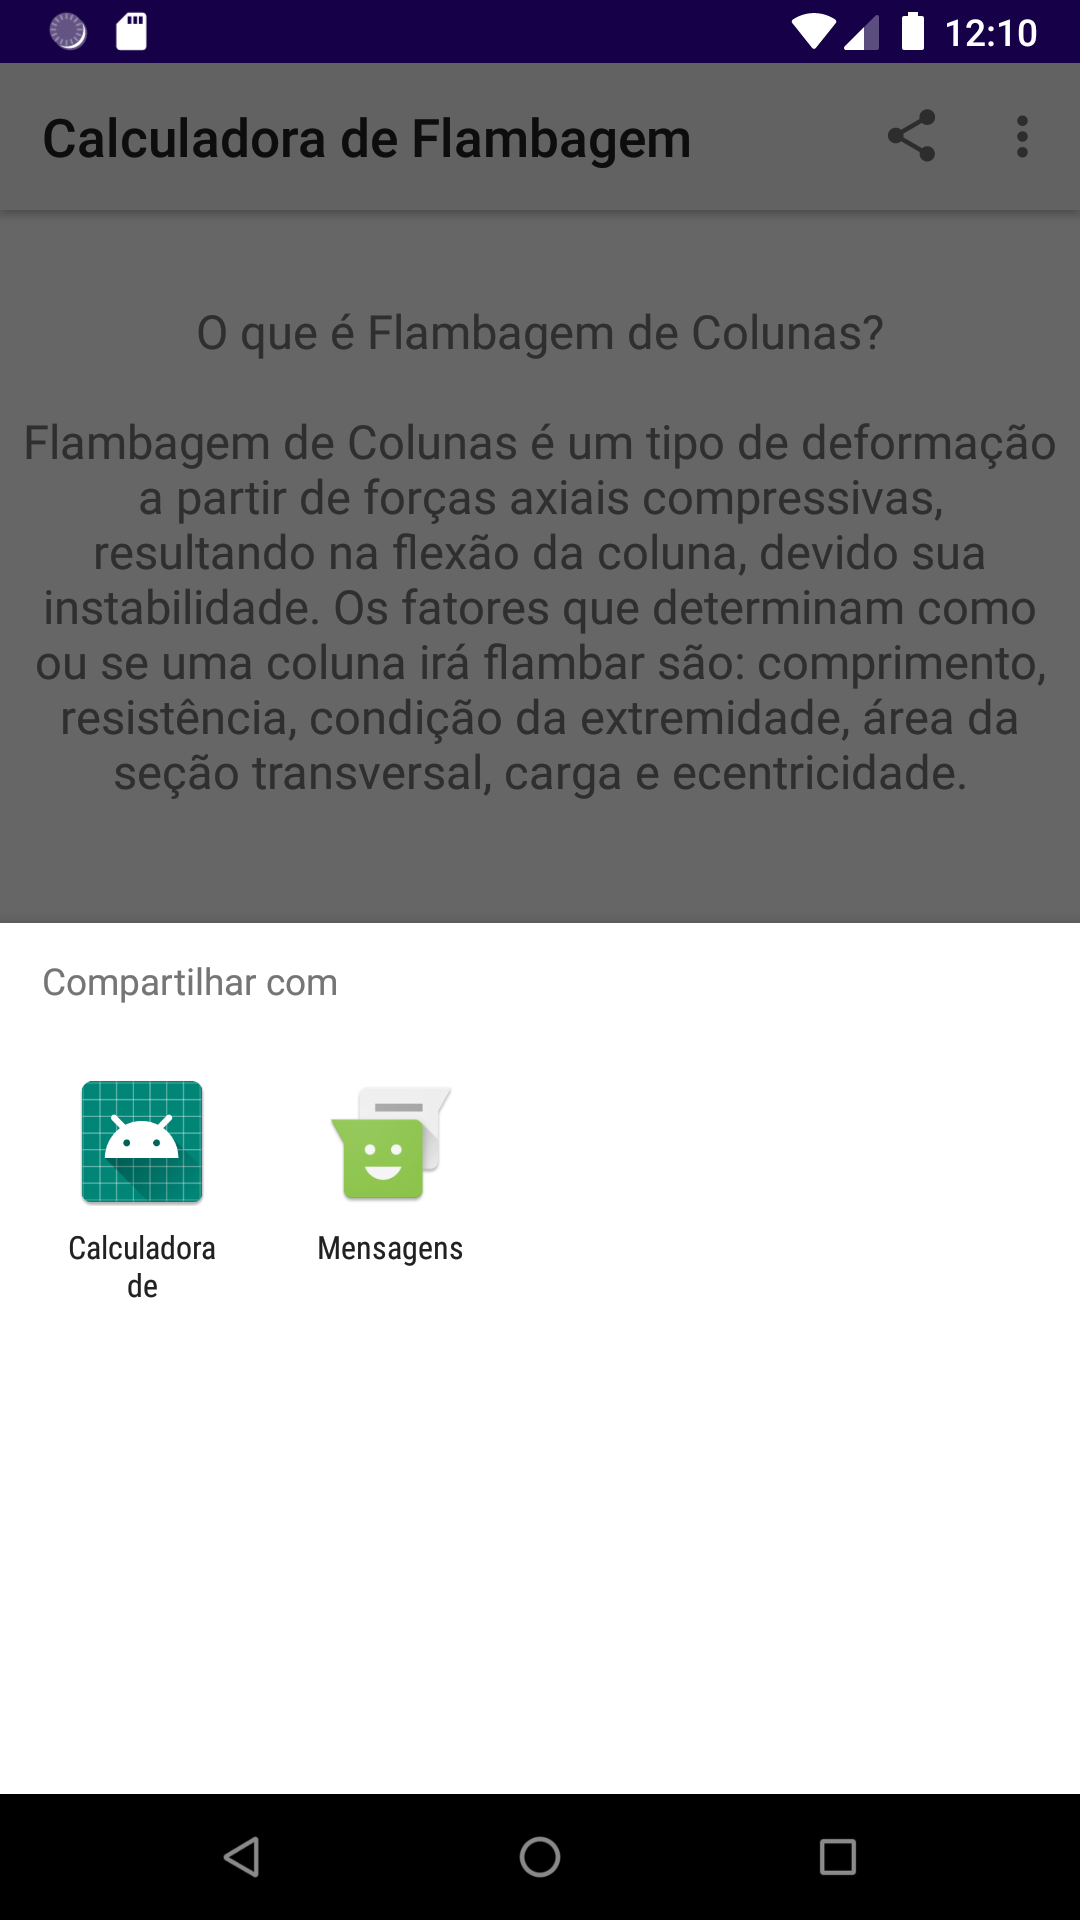 12:10
Calculadora de Flambagem
O que é Flambagem de Colunas?
Flambagem de Colunas é um tipo de deformação
a partir de forças axiais compressivas,
resultando na flexão da coluna, devido sua
instabilidade. Os fatores que determinam como
ou se uma coluna irá flambar são: comprimento,
resistência, condição da extremidade, área da
seção transversal, carga e ecentricidade.
Compartilhar com
Calculadora
de
Mensagens